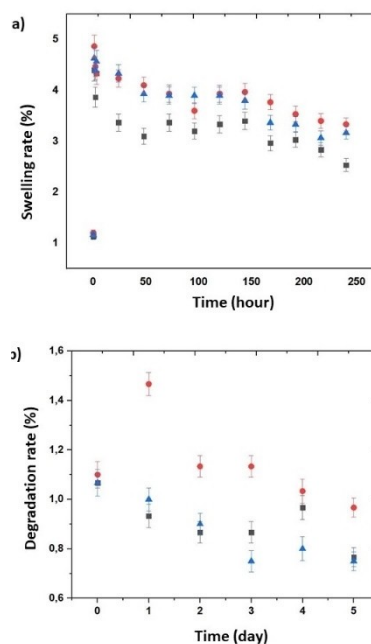 a)
5
4
3
2
1
Swelling rate (%)
0 50 100 150 200 250
Time (hour)
b)
1,6
1,4
1,2
1,0
0,8
0,6
Degradation rate (%)
0 1 2 3 4 5
Time (day)